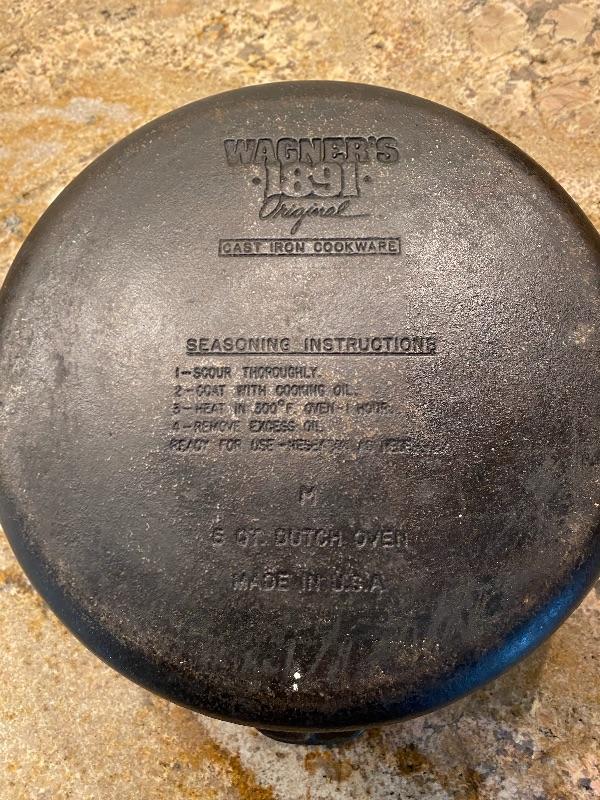 WAGNER'S
·1891·
Original
CAST IRON COOKWARE
SEASONING INSTRUCTIONS
1-SCOUR THOROUGHLY.
2-COAT WITH COOKING OIL.
3-HEAT IN 300°F. OVEN-1 HOUR.
4-REMOVE EXCESS OIL.
READY FOR USE-
M
5 QT. DUTCH OVEN
MADE IN U.S.A